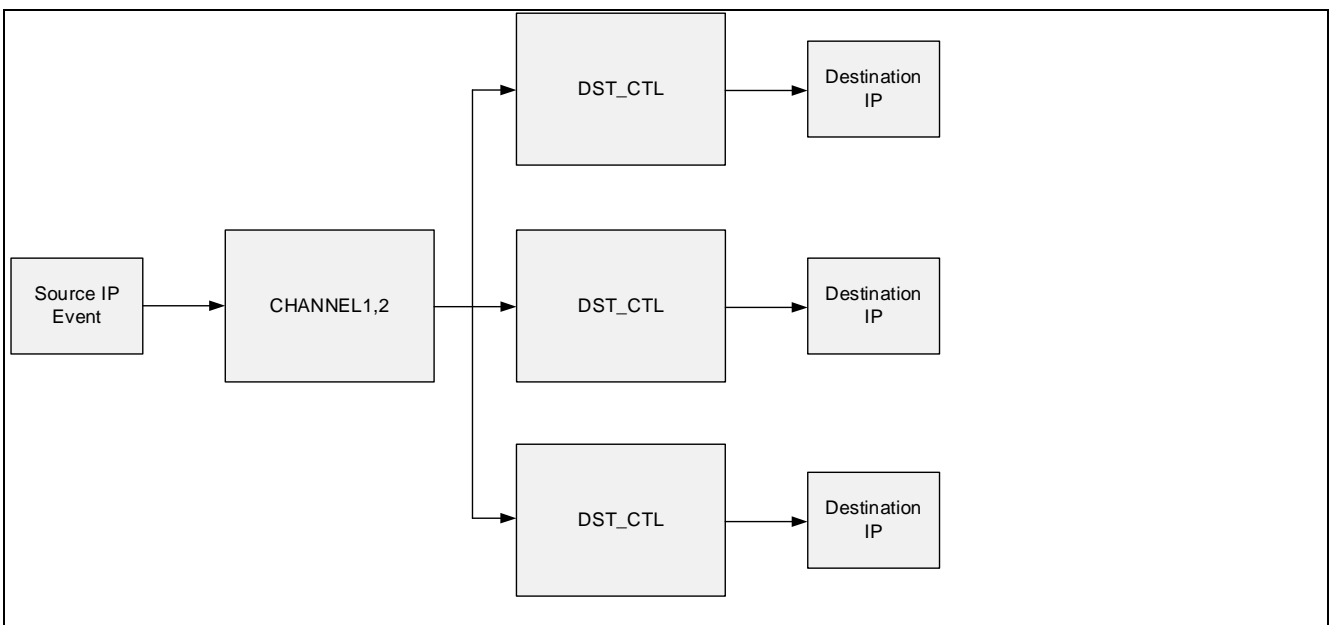 DST_CTL
Destination
IP
Source IP
Event
CHANNEL1,2
DST_CTL
Destination
IP
DST_CTL
Destination
IP